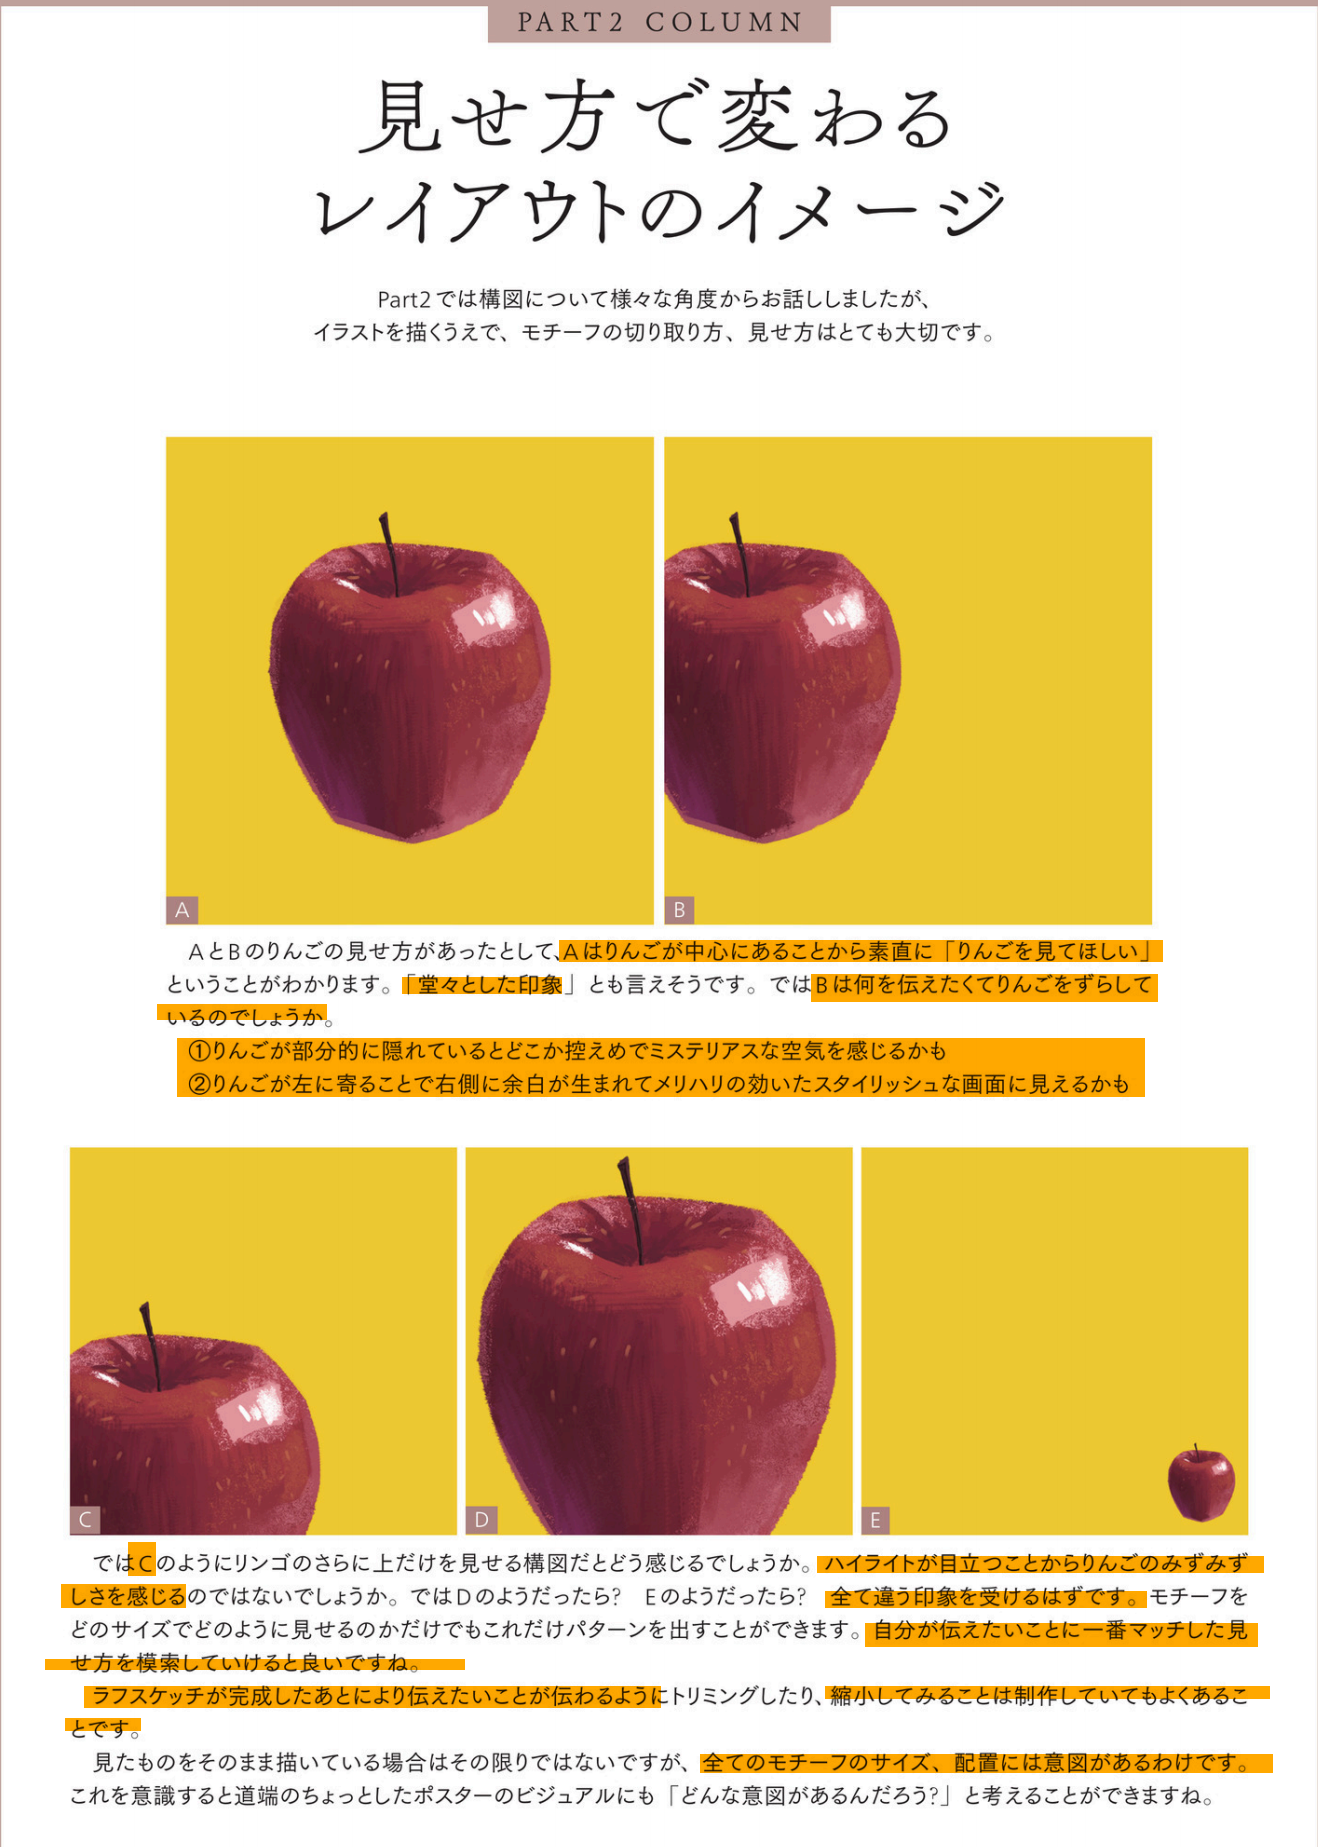 PART2 COLUMN
見せ方で変わる
レイアウトのイメージ
Part2では構図について様々な角度からお話ししましたが、
イラストを描くうえで、モチーフの切り取り方、見せ方はとても大切です。
A
B
AとBのりんごの見せ方があったとして、Aはりんごが中心にあることから素直に「りんごを見てほしい」
ということがわかります。「堂々とした印象」とも言えそうです。ではBは何を伝えたくてりんごをずらして
いるのでしょうか。
①りんごが部分的に隠れているとどこか控えめでミステリアスな空気を感じるかも
②りんごが左に寄ることで右側に余白が生まれてメリハリの効いたスタイリッシュな画面に見えるかも
C
D
E
ではCのようにリンゴのさらに上だけを見せる構図だとどう感じるでしょうか。ハイライトが目立つことからりんごのみずみず
しさを感じるのではないでしょうか。ではDのようだったら? Eのようだったら? 全て違う印象を受けるはずです。モチーフを
どのサイズでどのように見せるのかだけでもこれだけパターンを出すことができます。自分が伝えたいことに一番マッチした見
せ方を模索していけると良いですね。
ラフスケッチが完成したあとにより伝えたいことが伝わるようにトリミングしたり、縮小してみることは制作していてもよくあるこ
とです。
見たものをそのまま描いている場合はその限りではないですが、全てのモチーフのサイズ、配置には意図があるわけです。
これを意識すると道端のちょっとしたポスターのビジュアルにも「どんな意図があるんだろう?」と考えることができますね。